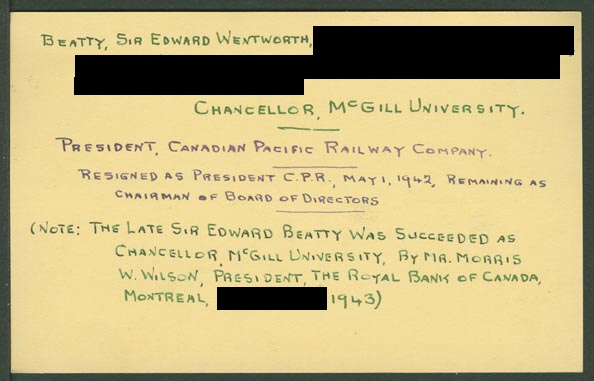 BEATTY, SIR EDWARD WENTWORTH,
CHANCELLOR, McGILL UNIVERSITY.
PRESIDENT, CANADIAN PACIFIC RAILWAY COMPANY.
RESIGNED AS PRESIDENT C.P.R., MAY 1, 1942, REMAINING AS
CHAIRMAN OF BOARD OF DIRECTORS
(NOTE: THE LATE SIR EDWARD BEATTY WAS SUCCEEDED AS
CHANCELLOR, McGILL UNIVERSITY, BY MR. MORRIS
W. WILSON, PRESIDENT, THE ROYAL BANK OF CANADA,
MONTREAL, 1943)